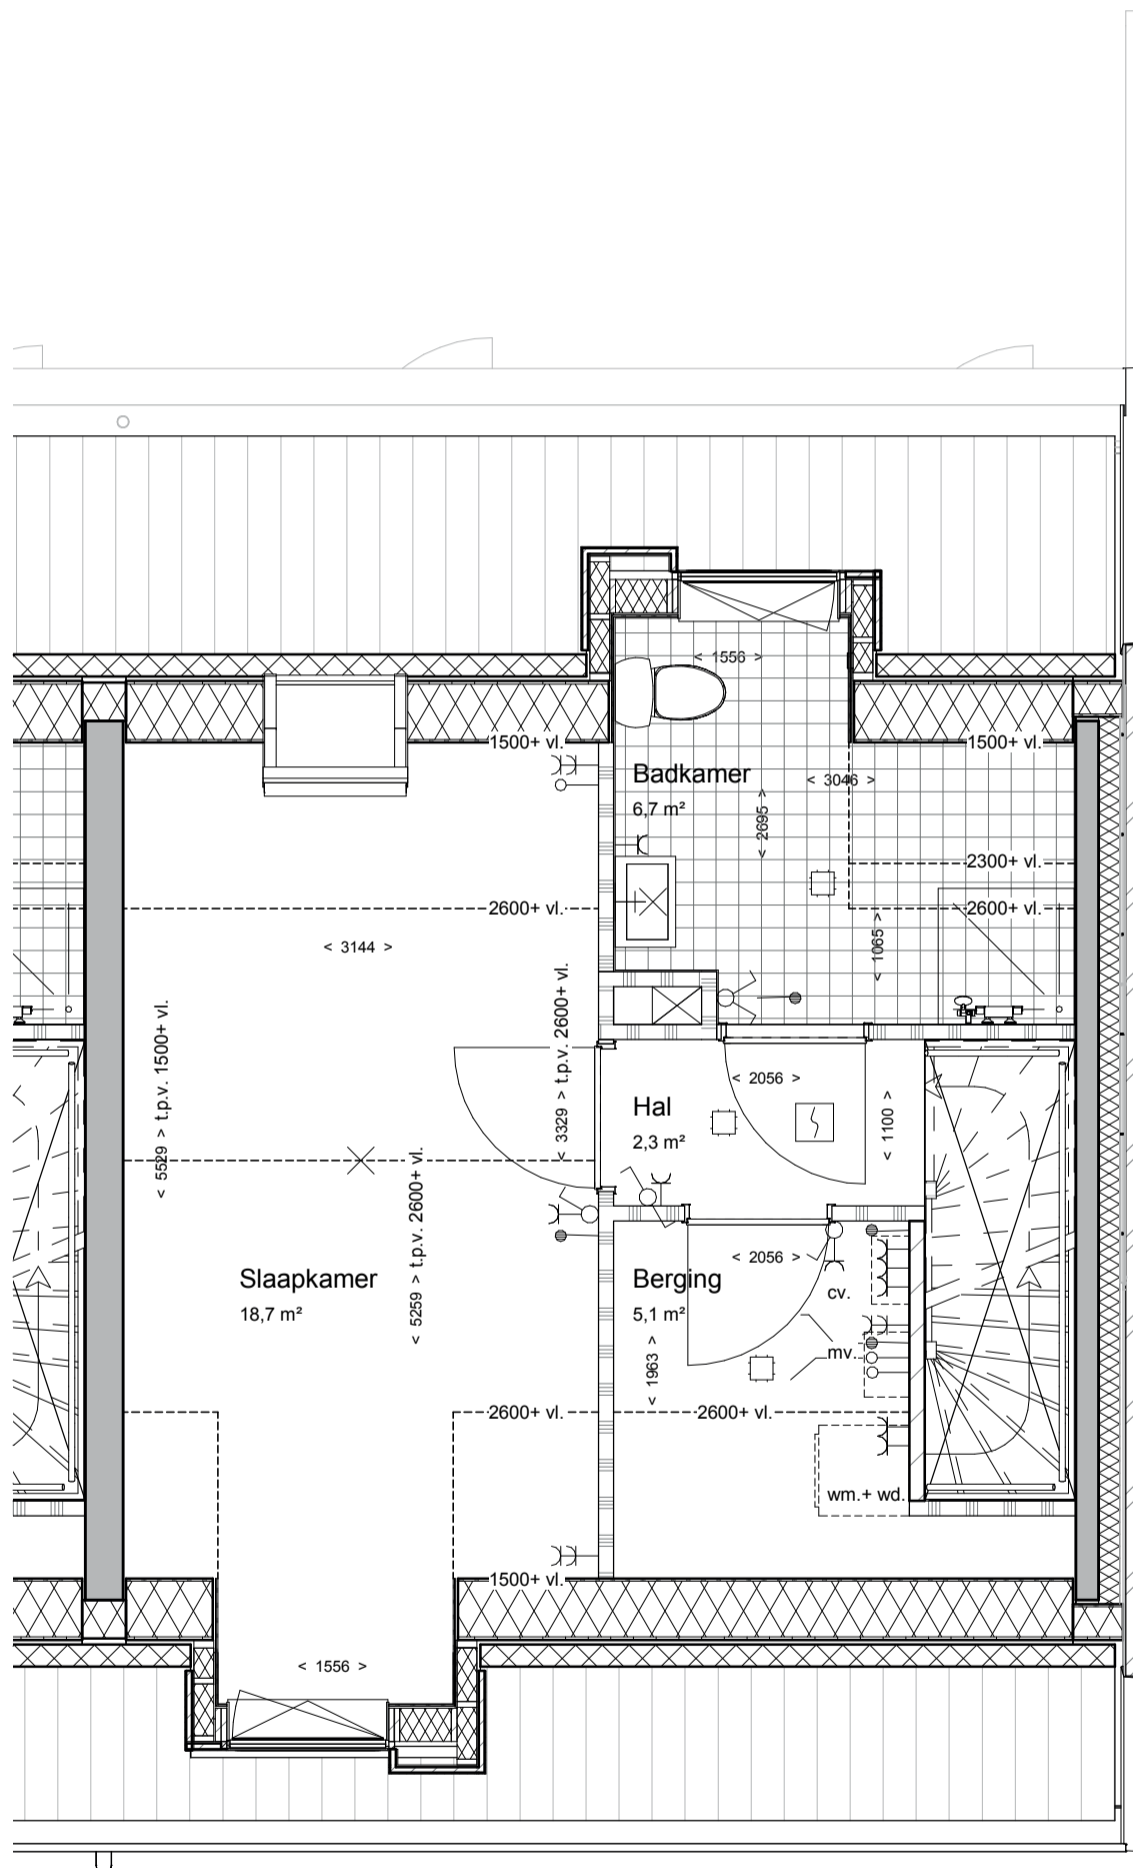 < 1556 >
1500+ vl.
1500+ vl.
Badkamer
6,7 m²
< 3046 >
< 2695 >
2300+ vl.
2600+ vl.
2600+ vl.
< 3144 >
< 1065 >
< 5529 > t.p.v. 1500+ vl.
< 3329 > t.p.v. 2600+ vl.
< 2056 >
Hal
2,3 m²
< 1100 >
< 5259 > t.p.v. 2600+ vl.
Slaapkamer
18,7 m²
Berging
5,1 m²
< 2056 >
cv.
mv.
< 1963 >
2600+ vl.
2600+ vl.
wm.+ wd.
1500+ vl.
< 1556 >